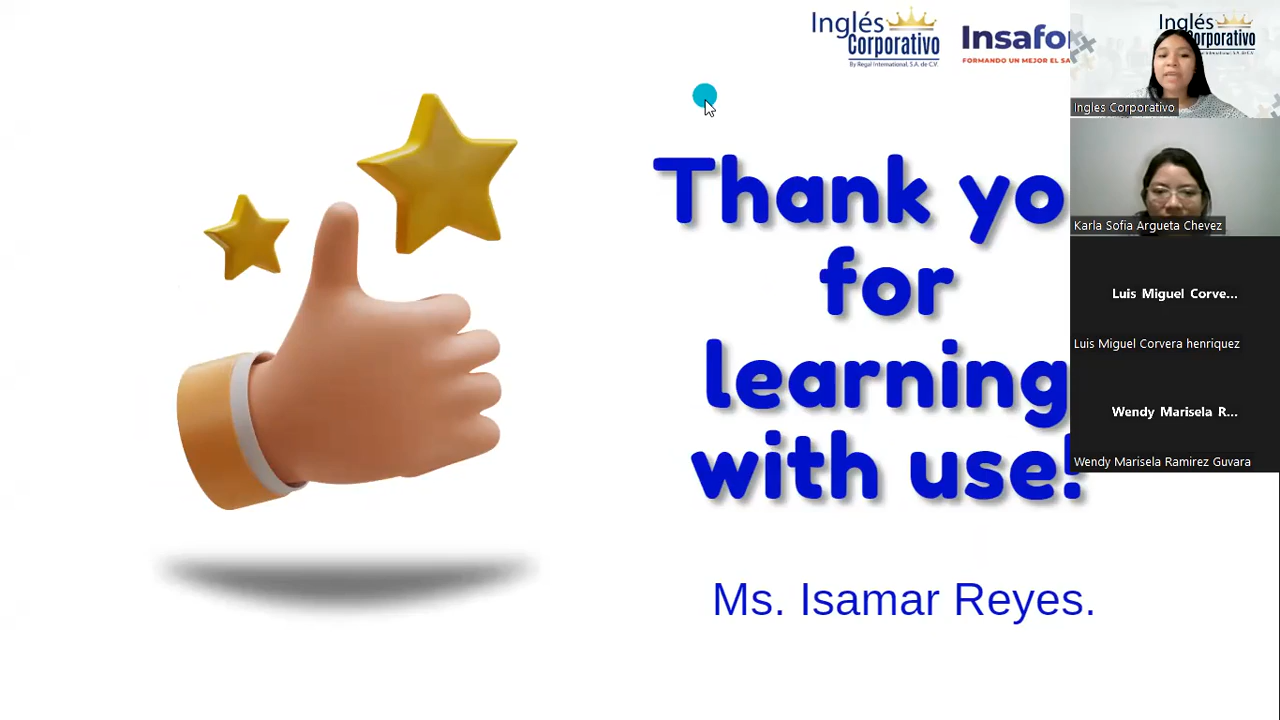 Inglés
Corporativo
By Regal International, S.A. de C.V.
Insafo
FORMANDO UN MEJOR EL SA
Inglés
Corporativo
Ingles Corporativo
Karla Sofia Argueta Chevez
Luis Miguel Corve...
Luis Miguel Corvera henriquez
Wendy Marisela R...
Wendy Marisela Ramirez Guvara
Thank yo
for
learning
with use!
Ms. Isamar Reyes.